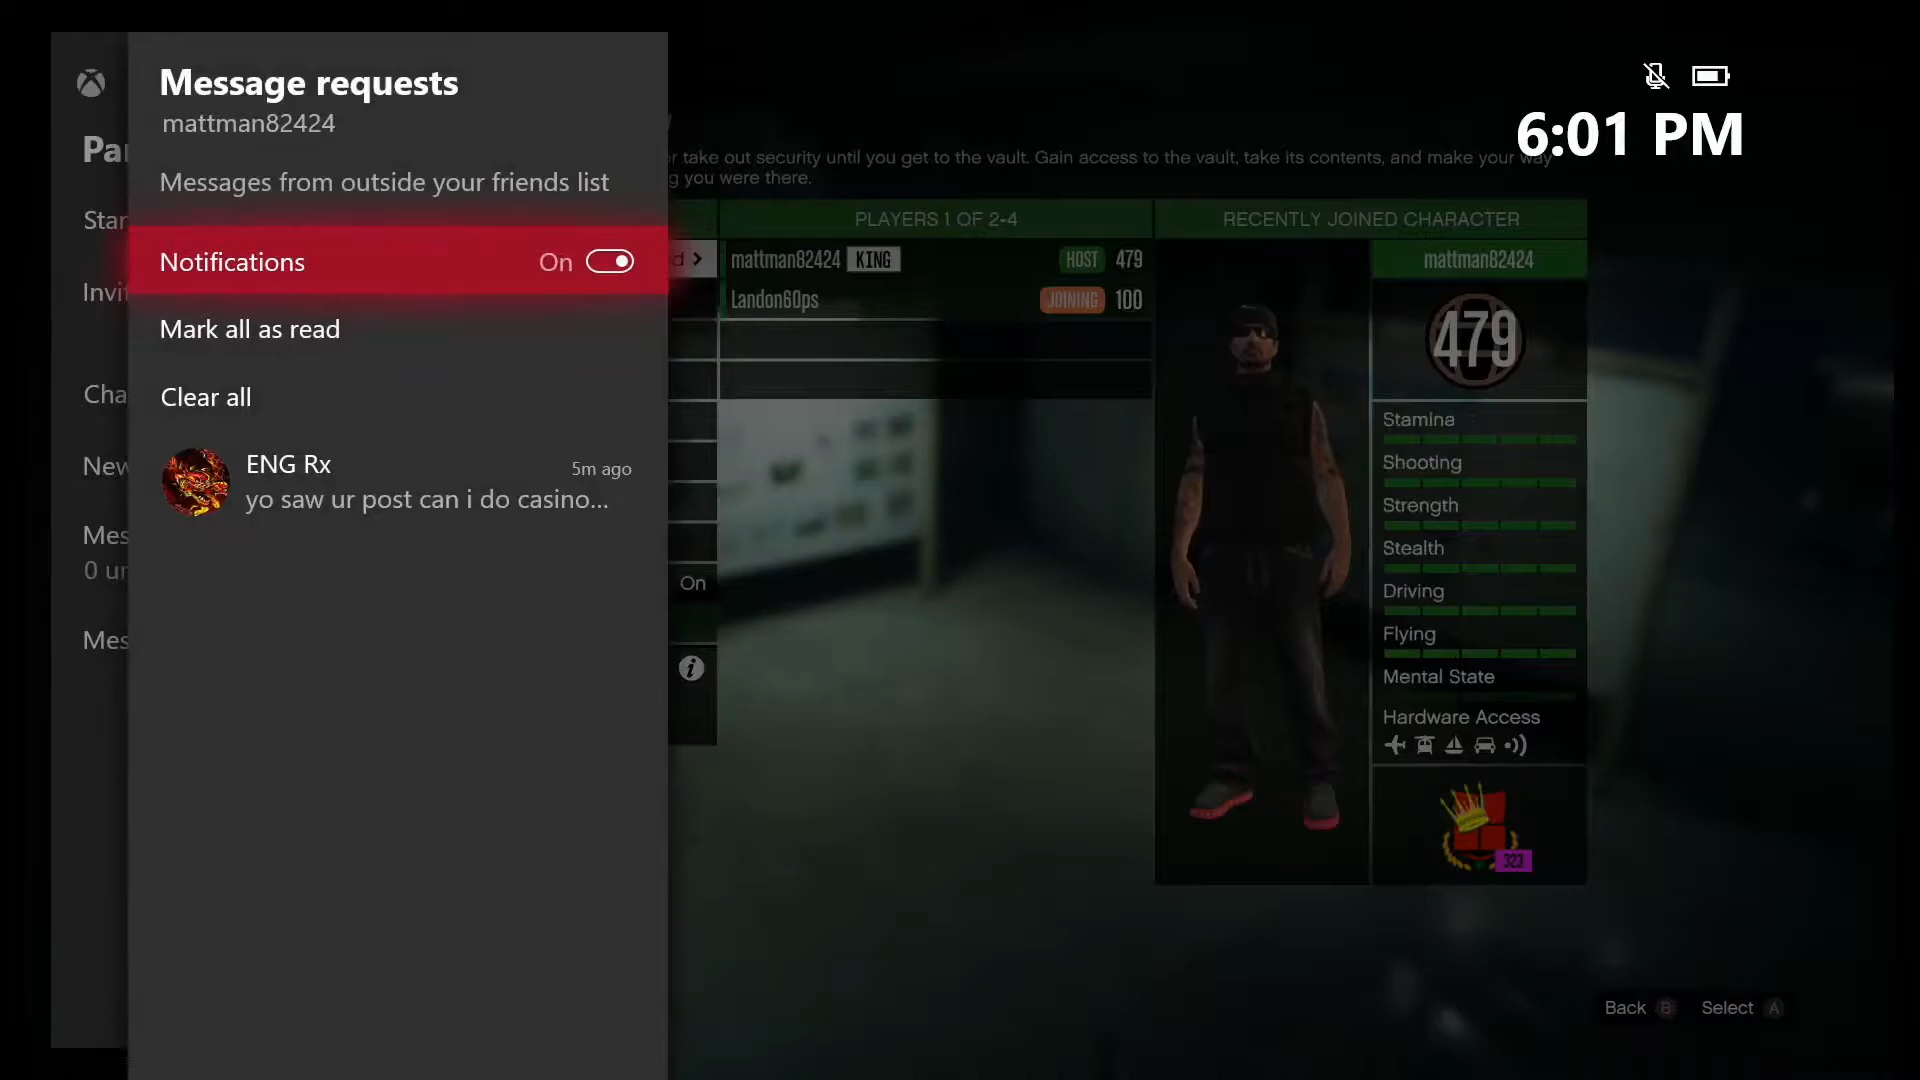 Message requests
mattman82424
Messages from outside your friends list
Notifications On
Mark all as read
Clear all
ENG Rx 5m ago
yo saw ur post can i do casino...
Par
Star
Invit
Cha
New
Mes
0 ur
Mes
6:01 PM
r take out security until you get to the vault. Gain access to the vault, take its contents, and make your way
g you were there.
PLAYERS 1 OF 2-4
mattman82424 KING HOST 479
Landon60ps JOINING 100
d
On
RECENTLY JOINED CHARACTER
mattman82424
479
Stamina
Shooting
Strength
Stealth
Driving
Flying
Mental State
Hardware Access
323
Back B Select A